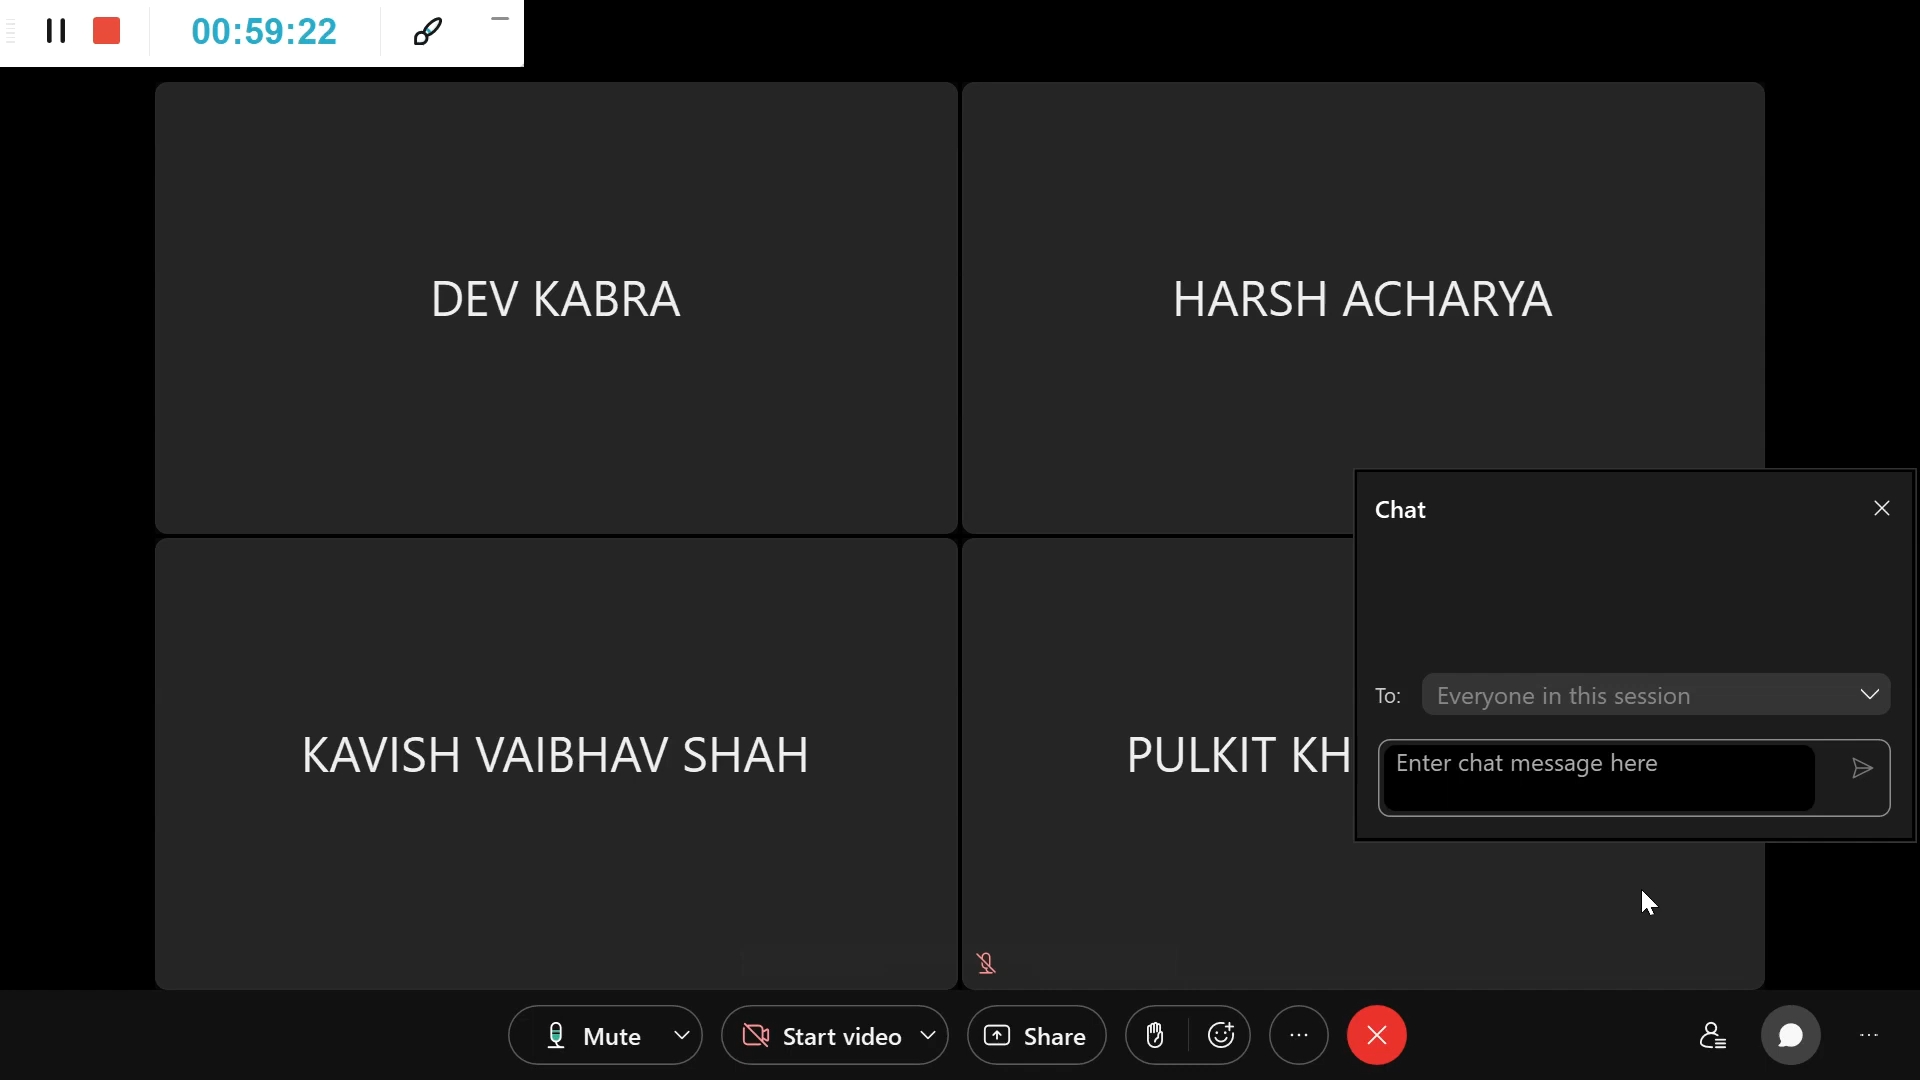 00:59:22
DEV KABRA
HARSH ACHARYA
Chat
To:
Everyone in this session
KAVISH VAIBHAV SHAH
PULKIT KH
Enter chat message here
Mute
Start video
Share